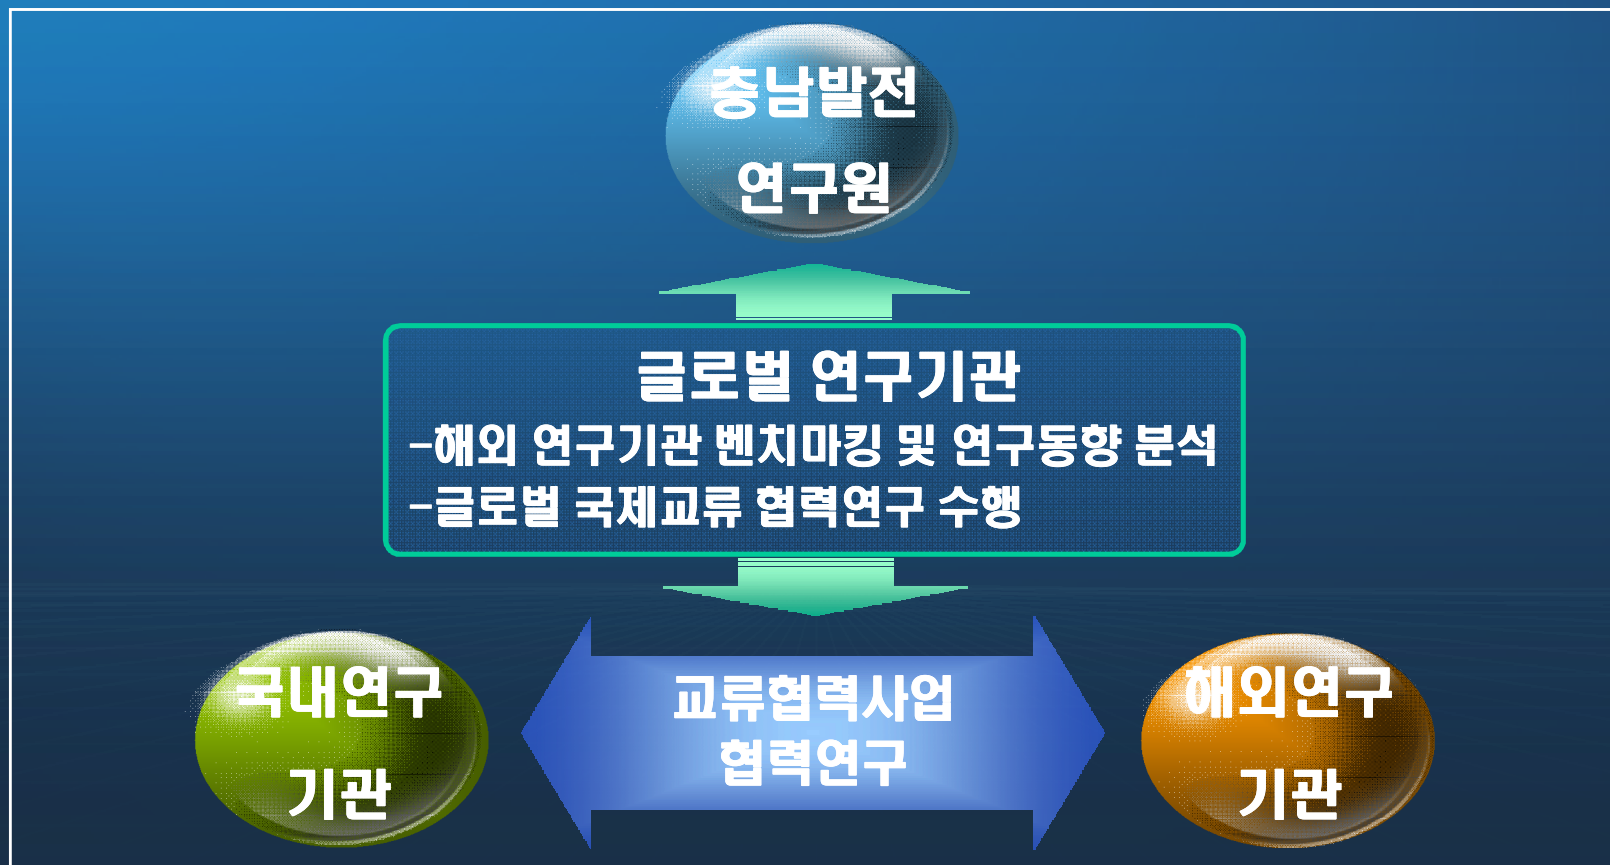 충남발전
연구원
글로벌 연구기관
-해외 연구기관 벤치마킹 및 연구동향 분석
-글로벌 국제교류 협력연구 수행
국내연구
기관
교류협력사업
협력연구
해외연구
기관